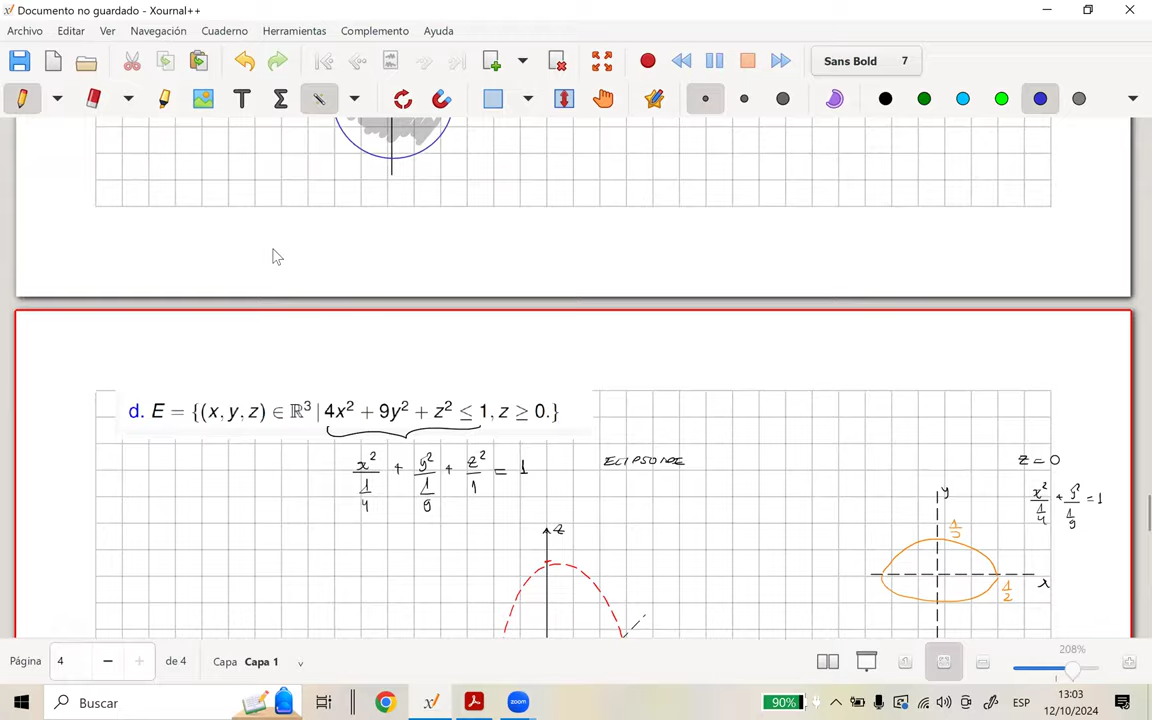 Documento no guardado - Xournal++
Archivo Editar Ver Navegación Cuaderno Herramientas Complemento Ayuda
Sans Bold 7
d. E = {(x, y, z) ∈ ℝ³ | 4x² + 9y² + z² ≤ 1, z ≥ 0.}
x²/(1/4) + y²/(1/9) + z²/1 = 1
ELIPSOIDE
z = 0
x²/(1/4) + y²/(1/9) = 1
z
y
1/3
1/2
x
Página 4 de 4 Capa Capa 1
208%
Buscar
zoom
90%
ESP
13:03
12/10/2024